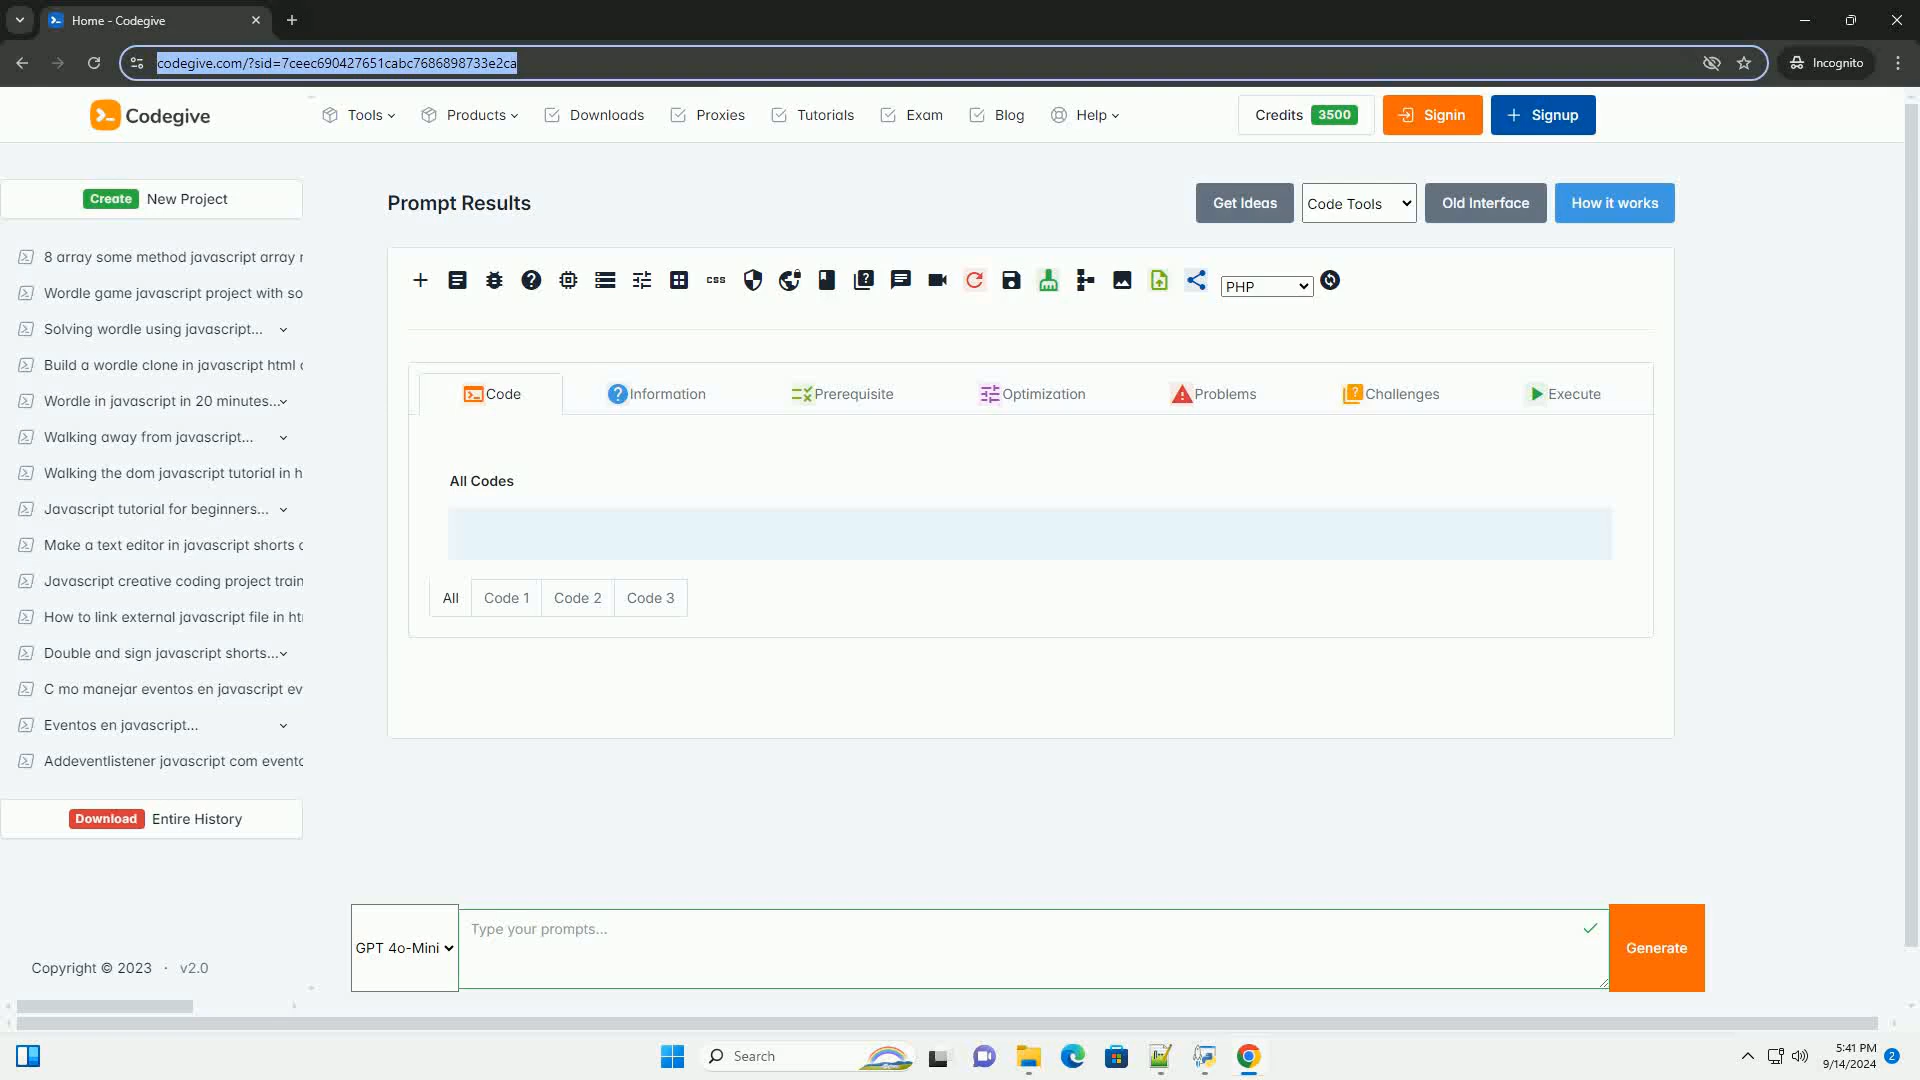 Home - Codegive
codegive.com/?sid=7ceec690427651cabc7686898733e2ca
Incognito
Codegive
Tools
Products
Downloads
Proxies
Tutorials
Exam
Blog
Help
Credits 3500
Signin
Signup
Create New Project
8 array some method javascript array
Wordle game javascript project with so
Solving wordle using javascript...
Build a wordle clone in javascript html
Wordle in javascript in 20 minutes...
Walking away from javascript...
Walking the dom javascript tutorial in h
Javascript tutorial for beginners...
Make a text editor in javascript shorts
Javascript creative coding project train
How to link external javascript file in
Double and sign javascript shorts...
C mo manejar eventos en javascript ev
Eventos en javascript...
Addeventlistener javascript com evento
Download Entire History
Copyright © 2023 · v2.0
Prompt Results
Get Ideas
Code Tools
Old Interface
How it works
css
PHP
Code
Information
Prerequisite
Optimization
Problems
Challenges
Execute
All Codes
All
Code 1
Code 2
Code 3
GPT 4o-Mini
Type your prompts...
Generate
Search
5:41 PM
9/14/2024
2